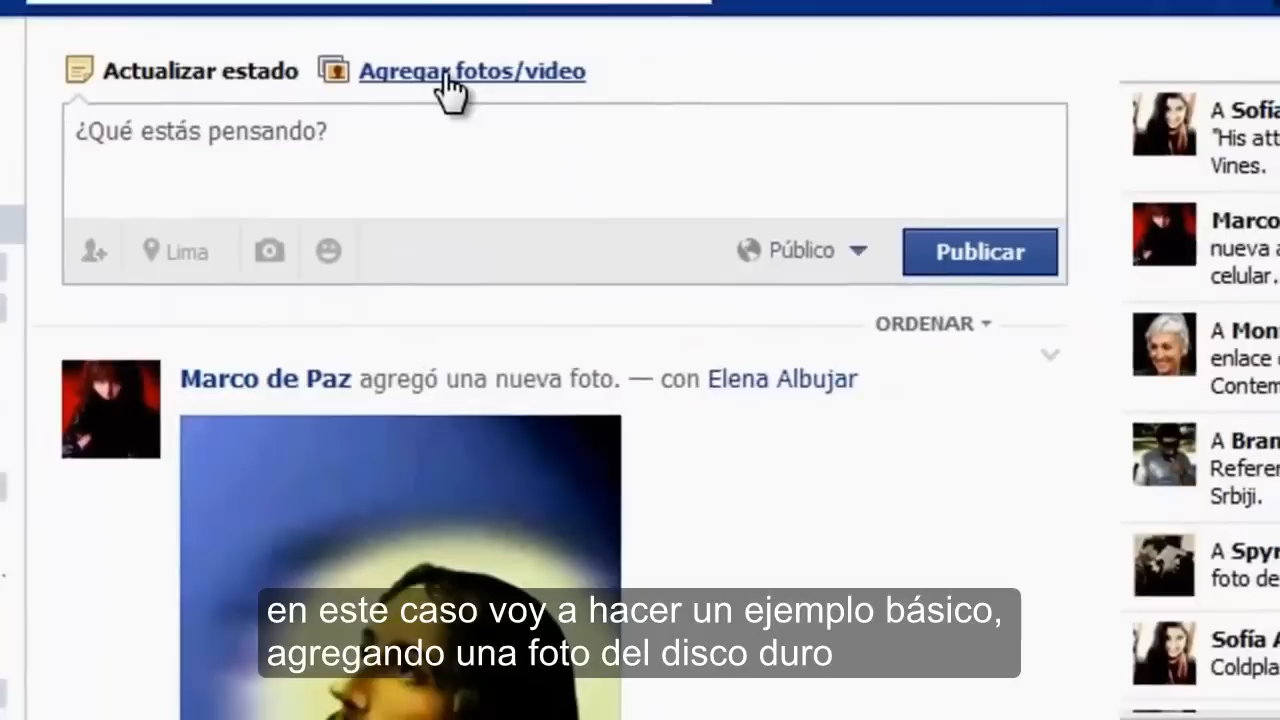 Actualizar estado Agregar fotos/video
¿Qué estás pensando?
Lima Público Publicar
ORDENAR
Marco de Paz agregó una nueva foto. — con Elena Albujar
A Sofía
"His att
Vines.
Marco
nueva a
celular.
A Mon
enlace
Contem
A Bran
Refere
Srbiji.
A Spyr
foto de
Sofía A
Coldpla
en este caso voy a hacer un ejemplo básico,
agregando una foto del disco duro